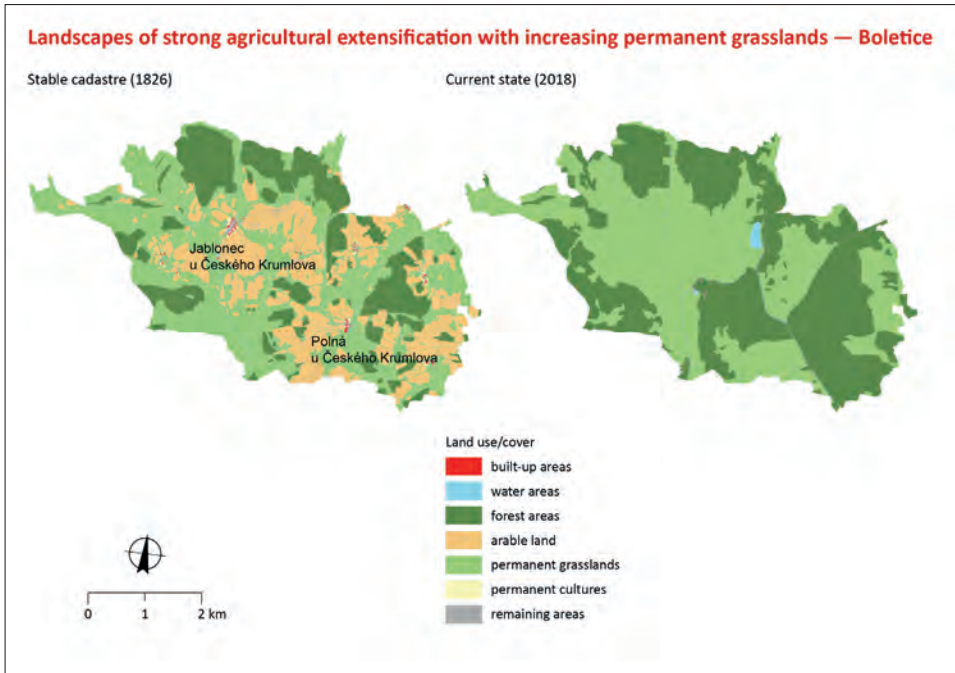 Landscapes of strong agricultural extensification with increasing permanent grasslands — Boletice
Stable cadastre (1826)
Current state (2018)
Jablonec
u Českého Krumlova
Polná
u Českého Krumlova
Land use/cover
built-up areas
water areas
forest areas
arable land
permanent grasslands
permanent cultures
remaining areas
0 1 2 km